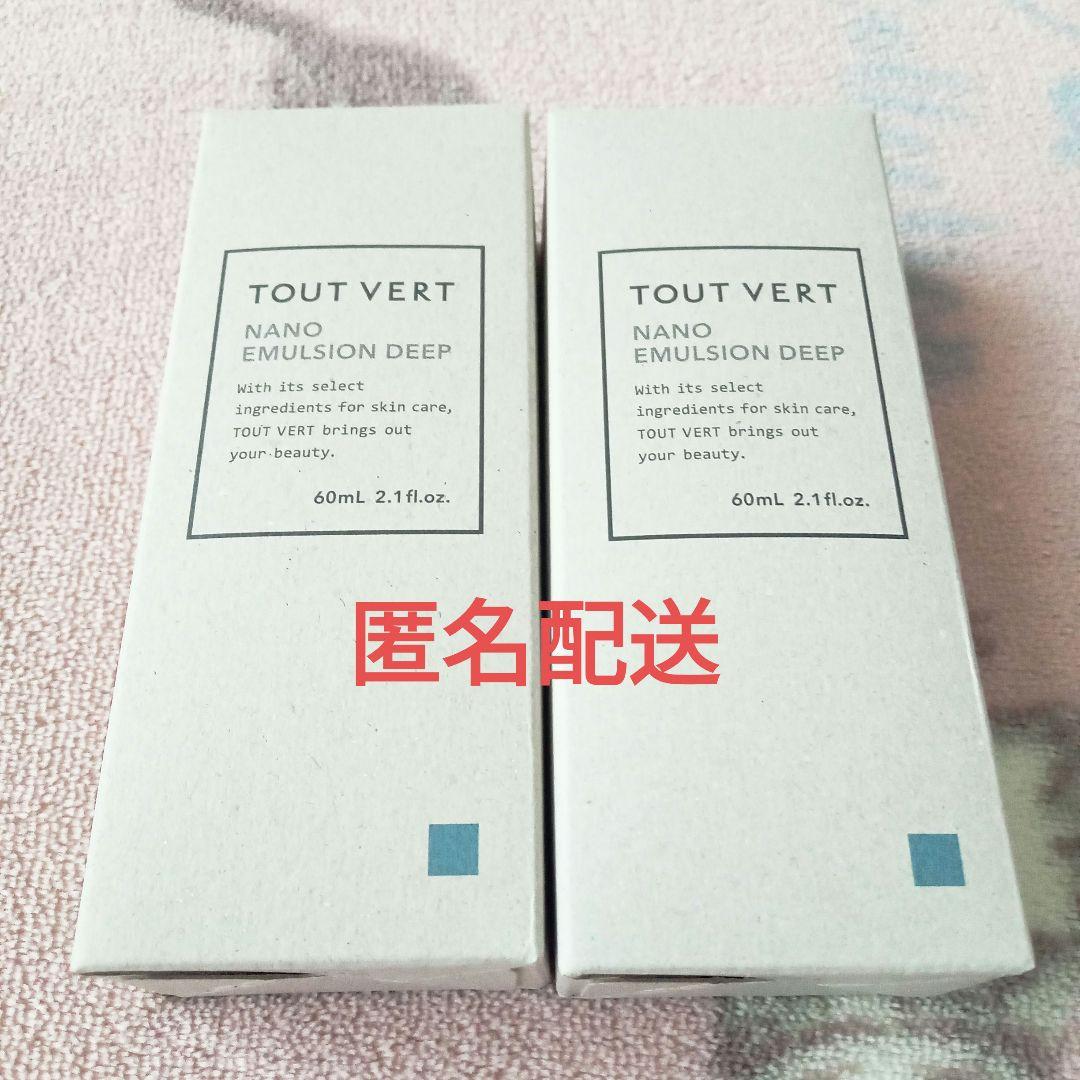 TOUT VERT
NANO
EMULSION DEEP
With its select
ingredients for skin care,
TOUT VERT brings out
your beauty.
60mL 2.1fl.oz.
TOUT VERT
NANO
EMULSION DEEP
With its select
ingredients for skin care,
TOUT VERT brings out
your beauty.
60mL 2.1fl.oz.
匿名配送